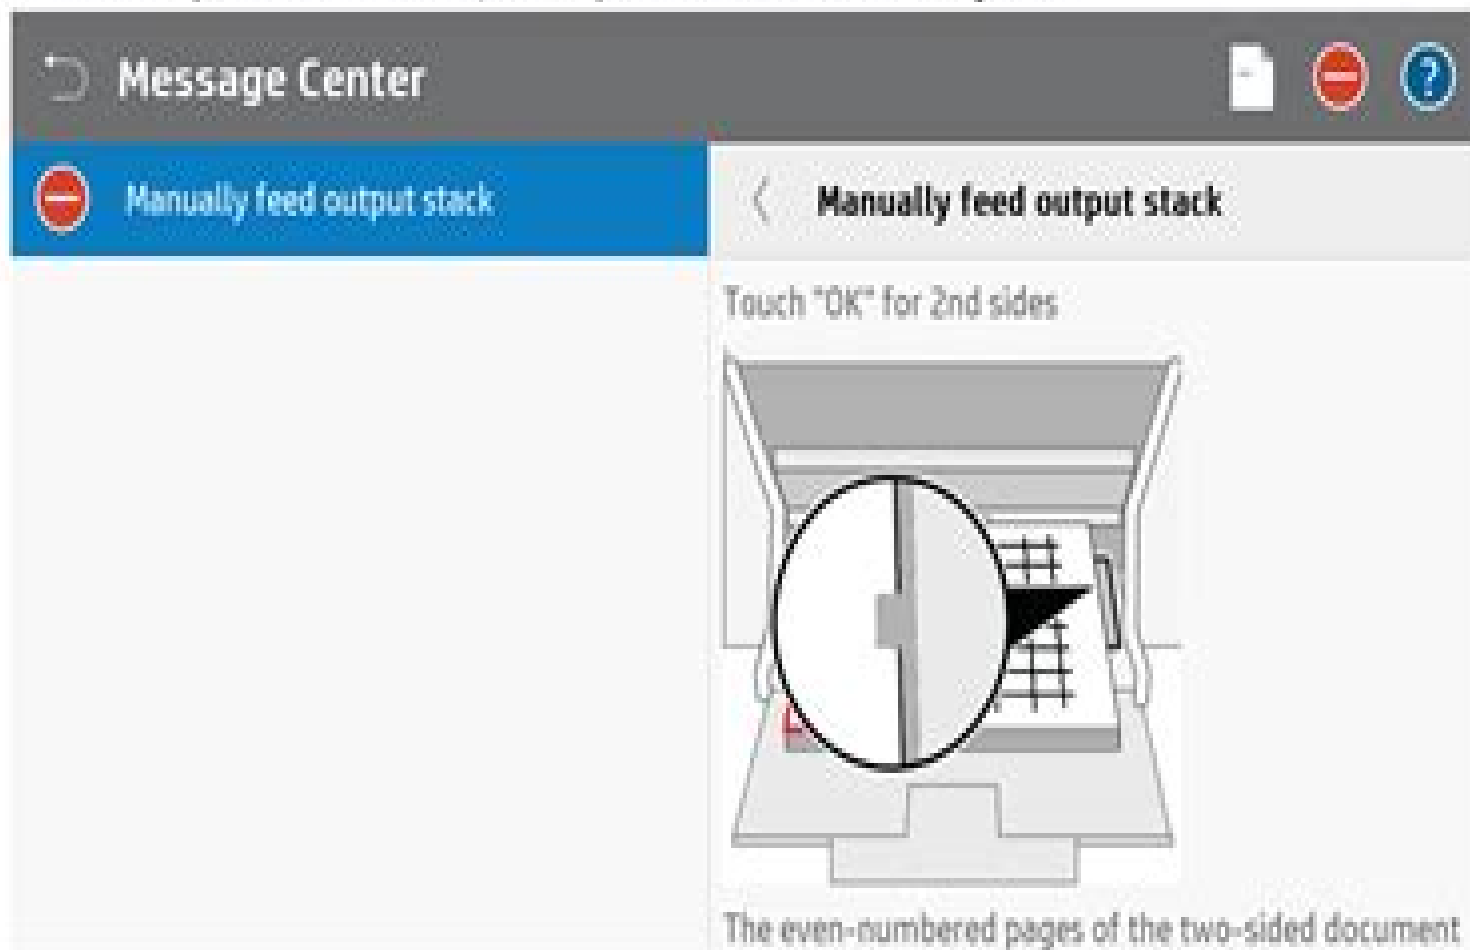 Message Center
Manually feed output stack
Manually feed output stack
Touch "OK" for 2nd sides
The even-numbered pages of the two-sided document